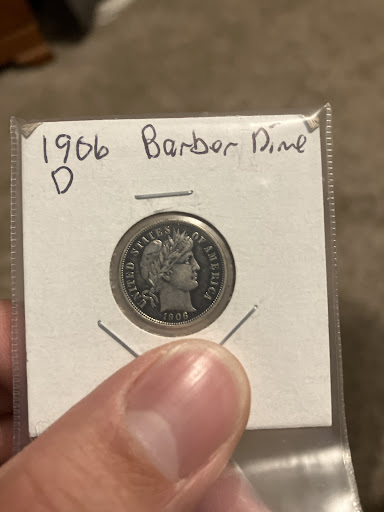 1906 Barber Dime
D
UNITED STATES OF AMERICA
1906